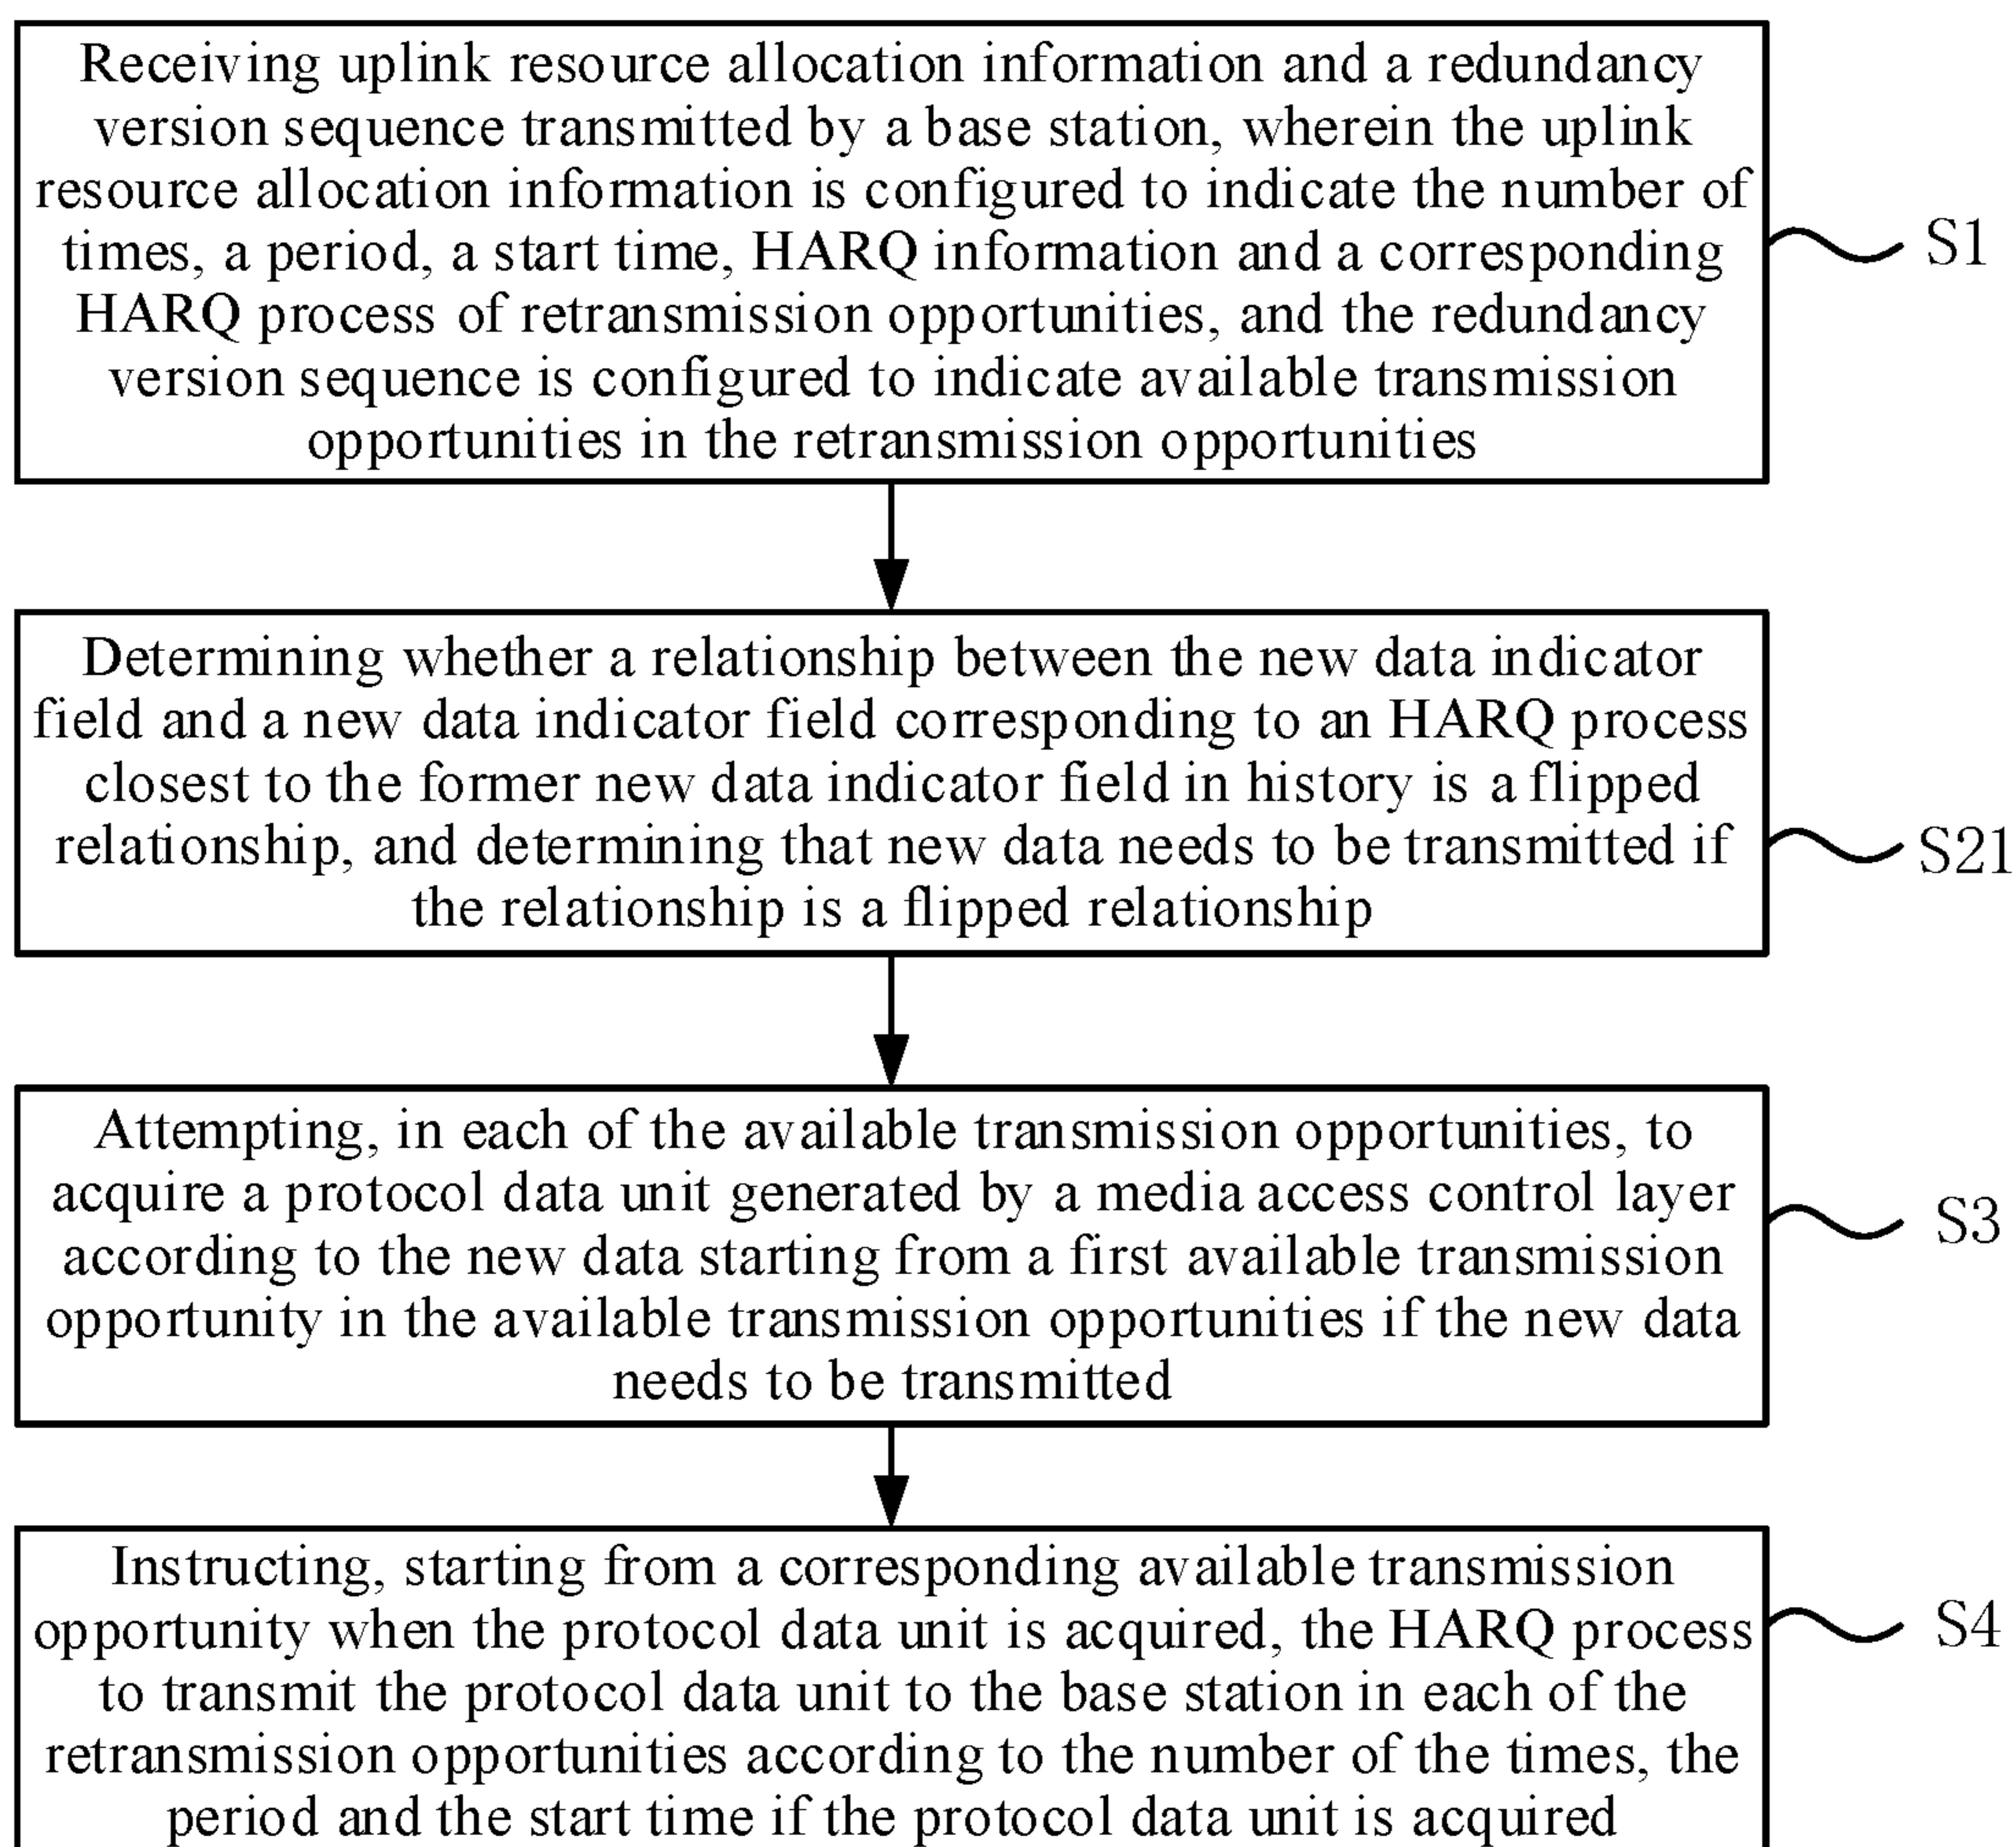 Receiving uplink resource allocation information and a redundancy
version sequence transmitted by a base station, wherein the uplink
resource allocation information is configured to indicate the number of
times, a period, a start time, HARQ information and a corresponding
HARQ process of retransmission opportunities, and the redundancy
version sequence is configured to indicate available transmission
opportunities in the retransmission opportunities
S1
Determining whether a relationship between the new data indicator
field and a new data indicator field corresponding to an HARQ process
closest to the former new data indicator field in history is a flipped
relationship, and determining that new data needs to be transmitted if
the relationship is a flipped relationship
S21
Attempting, in each of the available transmission opportunities, to
acquire a protocol data unit generated by a media access control layer
according to the new data starting from a first available transmission
opportunity in the available transmission opportunities if the new data
needs to be transmitted
S3
Instructing, starting from a corresponding available transmission
opportunity when the protocol data unit is acquired, the HARQ process
to transmit the protocol data unit to the base station in each of the
retransmission opportunities according to the number of the times, the
period and the start time if the protocol data unit is acquired
S4